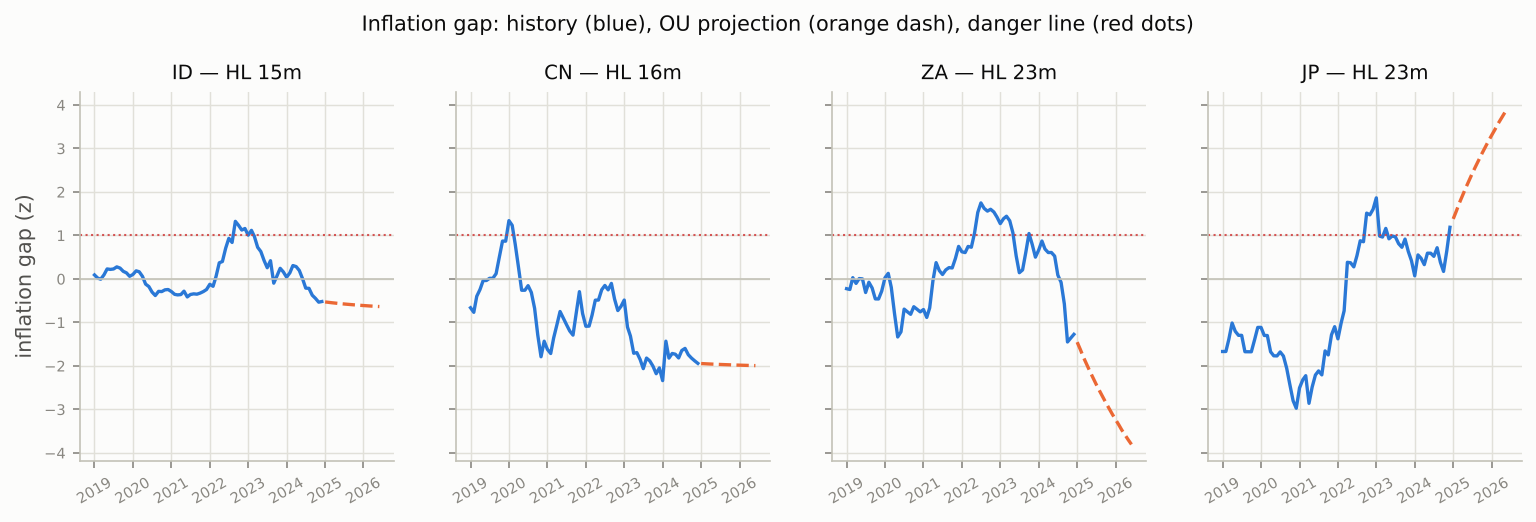 Inflation gap: history (blue), OU projection (orange dash), danger line (red dots)
ID — HL 15m
CN — HL 16m
ZA — HL 23m
JP — HL 23m
inflation gap (z)
4
3
2
1
0
−1
−2
−3
−4
2019 2020 2021 2022 2023 2024 2025 2026
2019 2020 2021 2022 2023 2024 2025 2026
2019 2020 2021 2022 2023 2024 2025 2026
2019 2020 2021 2022 2023 2024 2025 2026